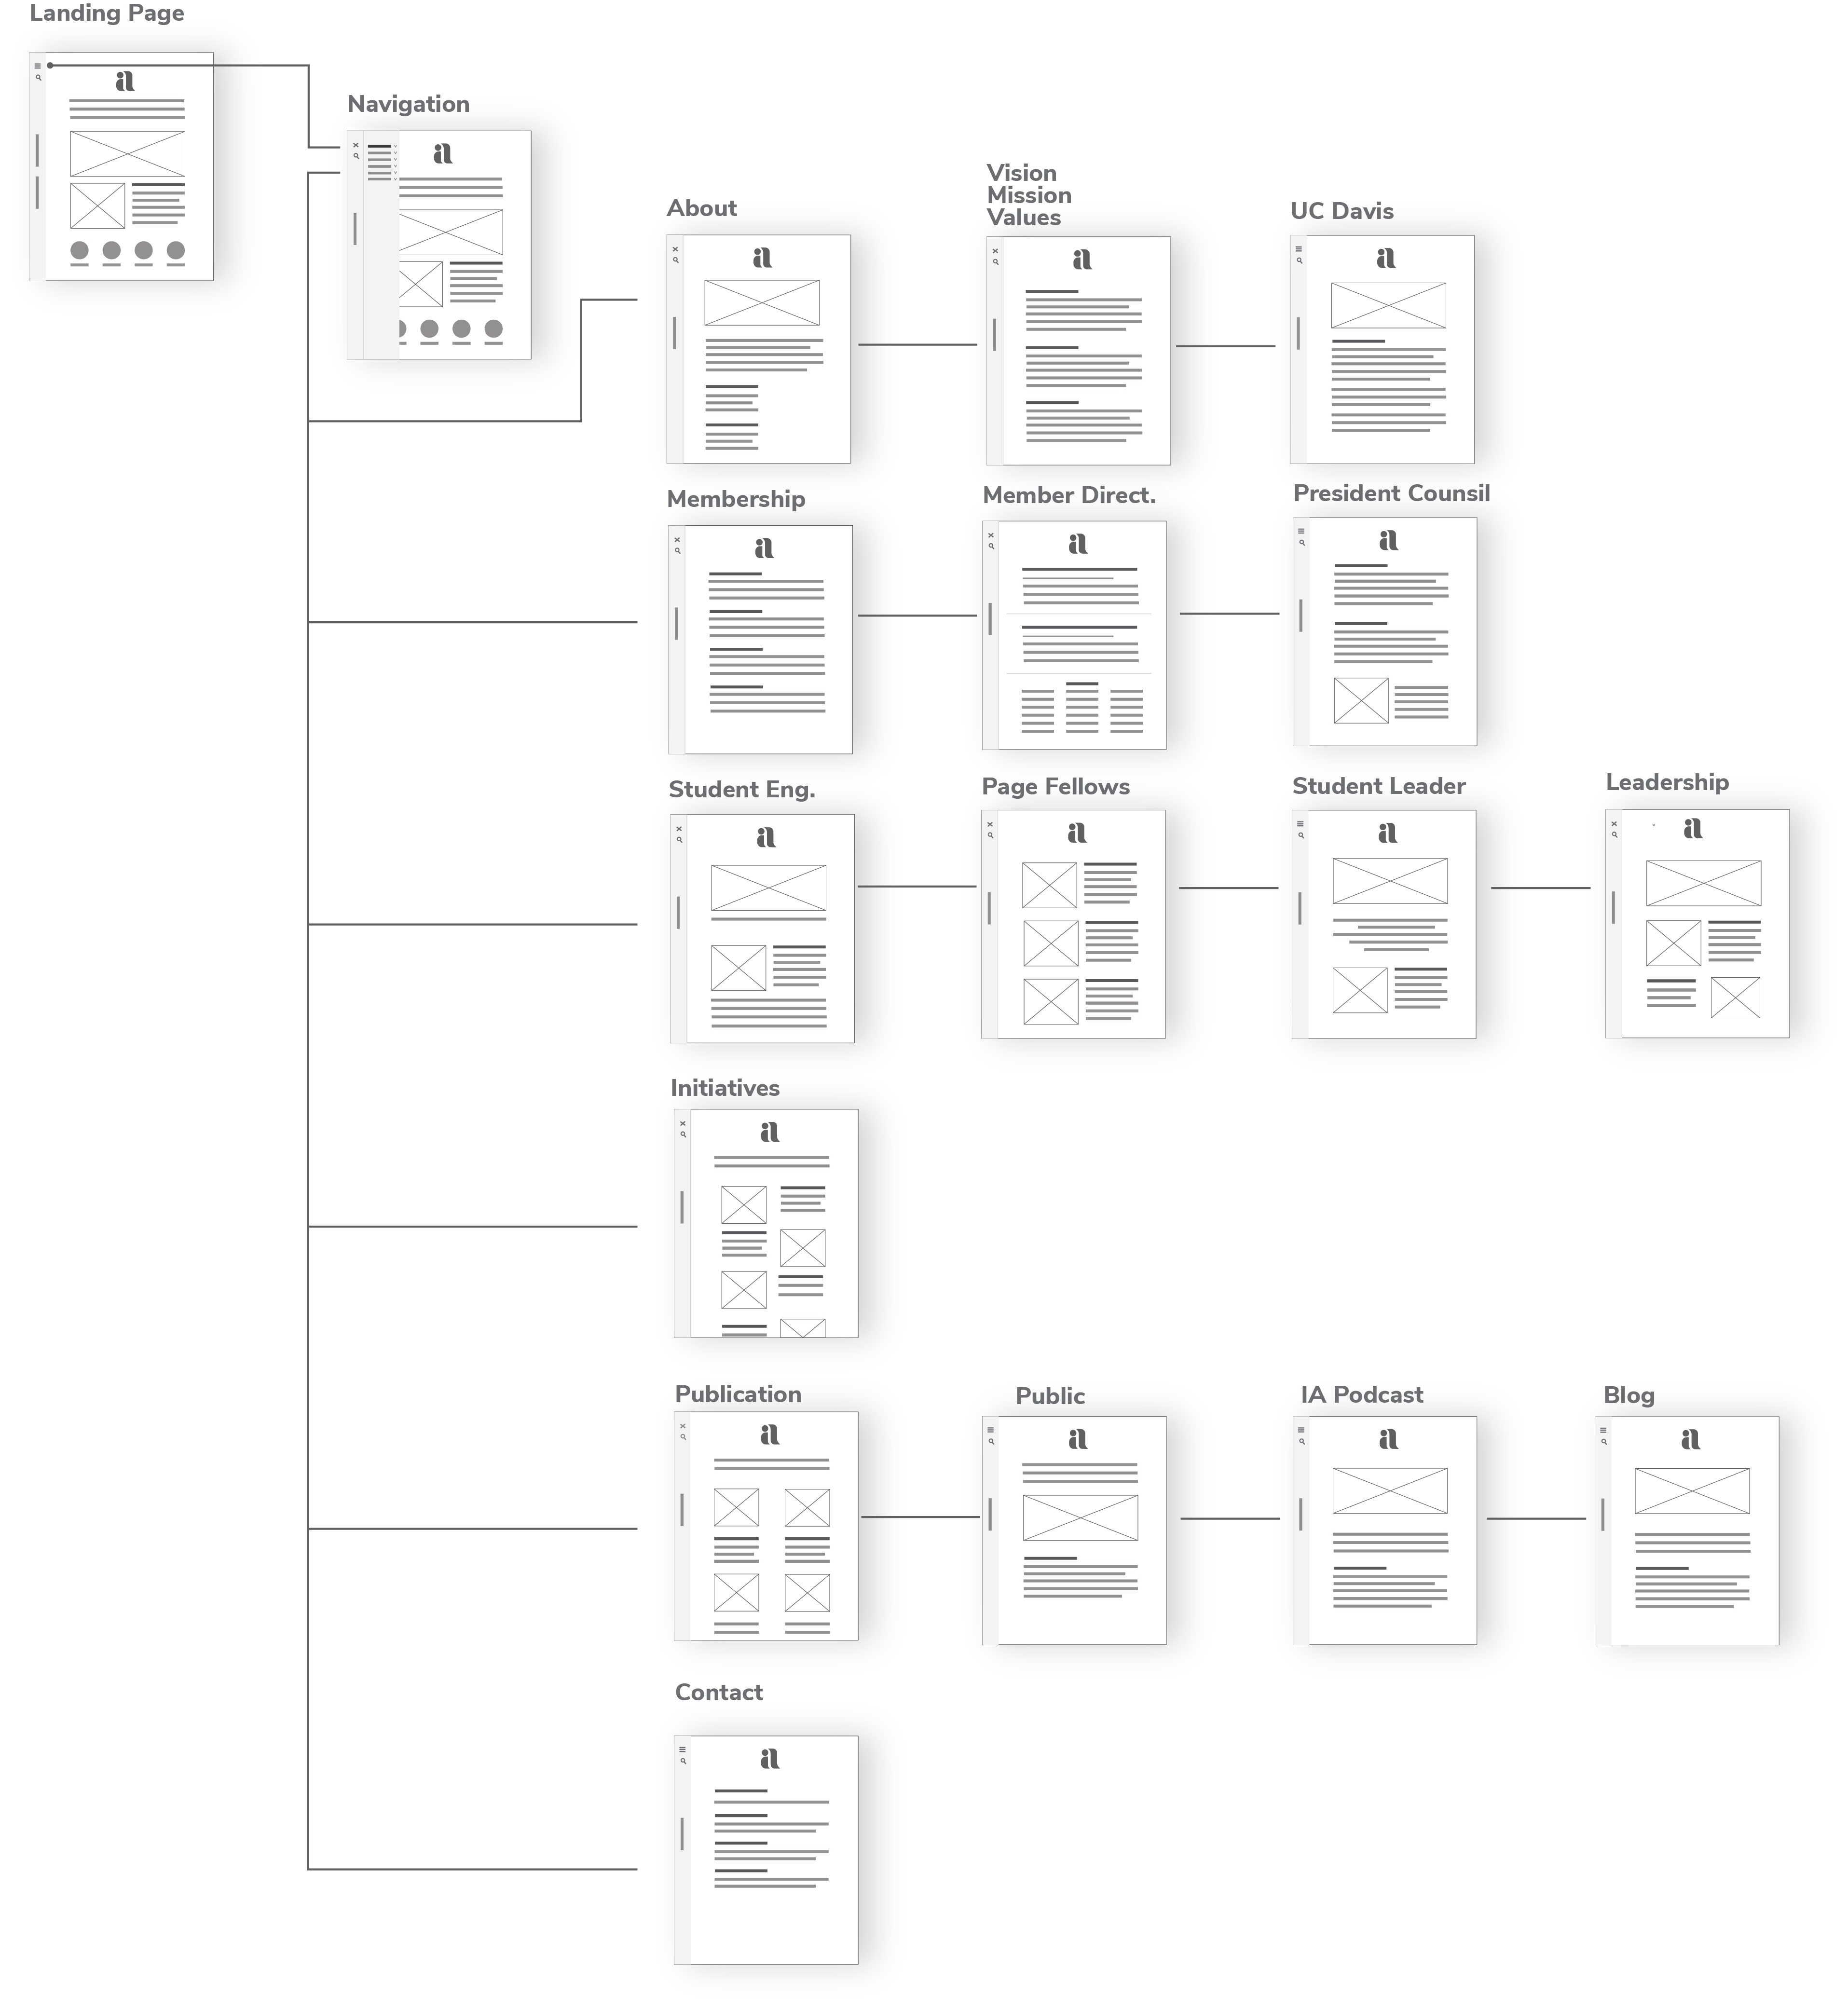 Landing Page
Navigation
About
Vision
Mission
Values
UC Davis
Membership
Member Direct.
President Counsil
Student Eng.
Page Fellows
Student Leader
Leadership
Initiatives
Publication
Public
IA Podcast
Blog
Contact